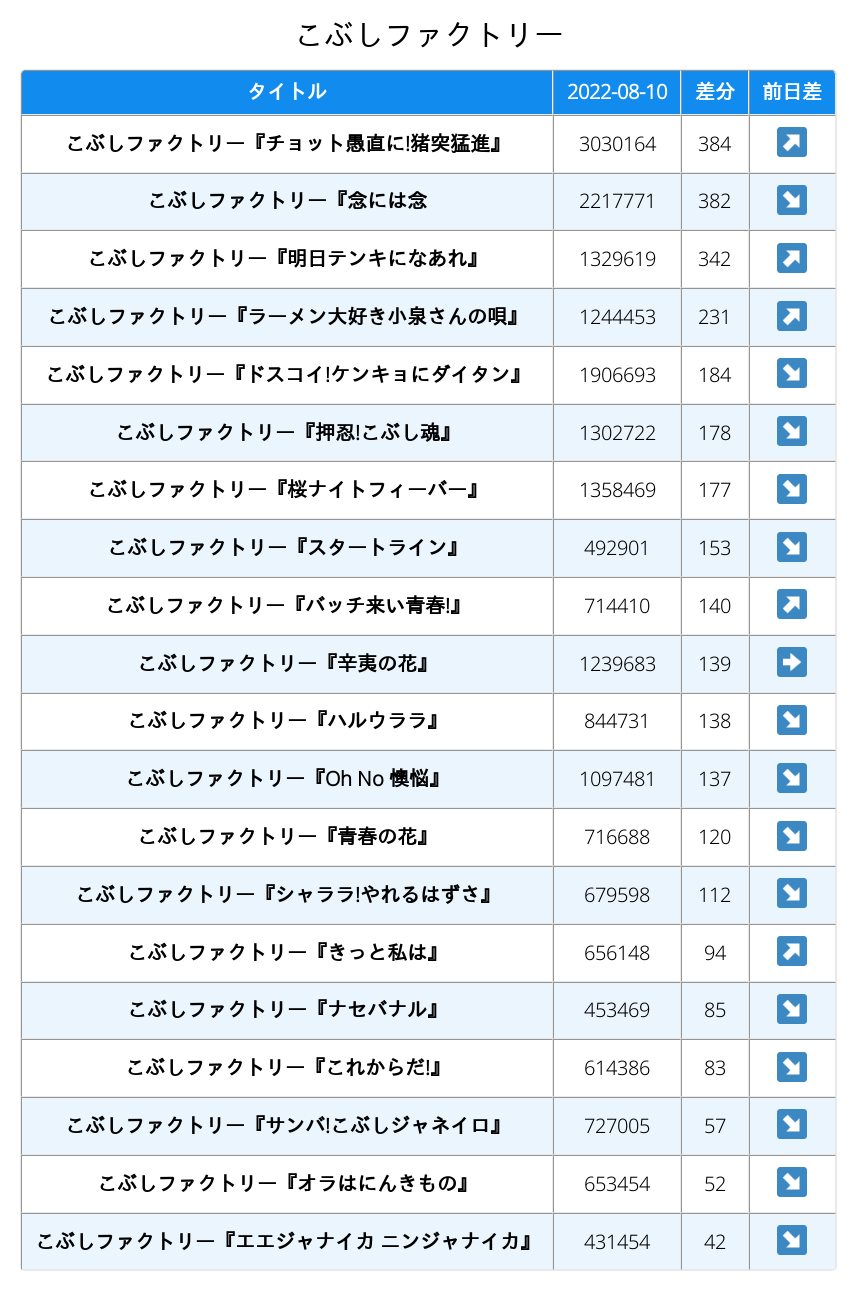 こぶしファクトリー
タイトル 2022-08-10 差分 前日差
こぶしファクトリー『チョット愚直に!猪突猛進』 3030164 384 ↗
こぶしファクトリー『念には念 2217771 382 ↘
こぶしファクトリー『明日テンキになあれ』 1329619 342 ↗
こぶしファクトリー『ラーメン大好き小泉さんの唄』 1244453 231 ↗
こぶしファクトリー『ドスコイ!ケンキョにダイタン』 1906693 184 ↘
こぶしファクトリー『押忍!こぶし魂』 1302722 178 ↘
こぶしファクトリー『桜ナイトフィーバー』 1358469 177 ↘
こぶしファクトリー『スタートライン』 492901 153 ↘
こぶしファクトリー『バッチ来い青春!』 714410 140 ↗
こぶしファクトリー『辛夷の花』 1239683 139 ➡
こぶしファクトリー『ハルウララ』 844731 138 ↘
こぶしファクトリー『Oh No 懊悩』 1097481 137 ↘
こぶしファクトリー『青春の花』 716688 120 ↘
こぶしファクトリー『シャララ!やれるはずさ』 679598 112 ↘
こぶしファクトリー『きっと私は』 656148 94 ↗
こぶしファクトリー『ナセバナル』 453469 85 ↘
こぶしファクトリー『これからだ!』 614386 83 ↘
こぶしファクトリー『サンバ!こぶしジャネイロ』 727005 57 ↘
こぶしファクトリー『オラはにんきもの』 653454 52 ↘
こぶしファクトリー『エエジャナイカ ニンジャナイカ』 431454 42 ↘